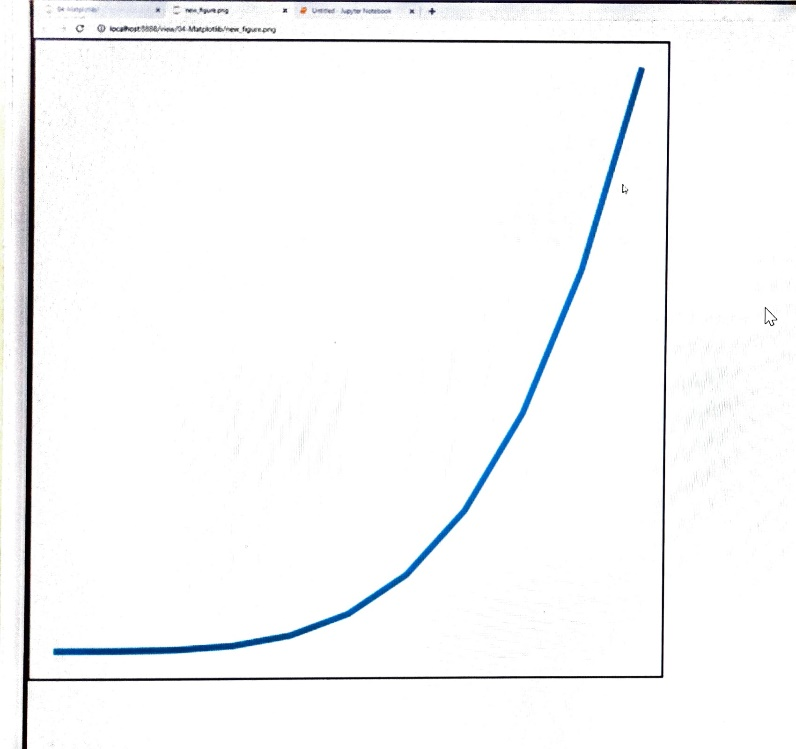 04-Matplotlib/
new_figure.png
Untitled - Jupyter Notebook
localhost:8888/view/04-Matplotlib/new_figure.png